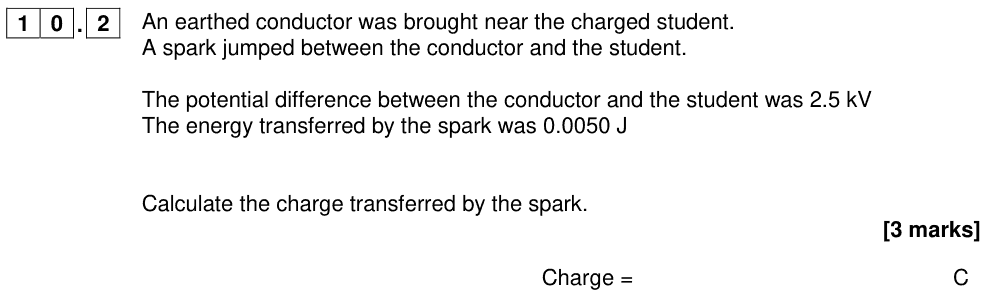 10.2 An earthed conductor was brought near the charged student.
A spark jumped between the conductor and the student.
The potential difference between the conductor and the student was 2.5 kV
The energy transferred by the spark was 0.0050 J
Calculate the charge transferred by the spark.
[3 marks]
Charge = C